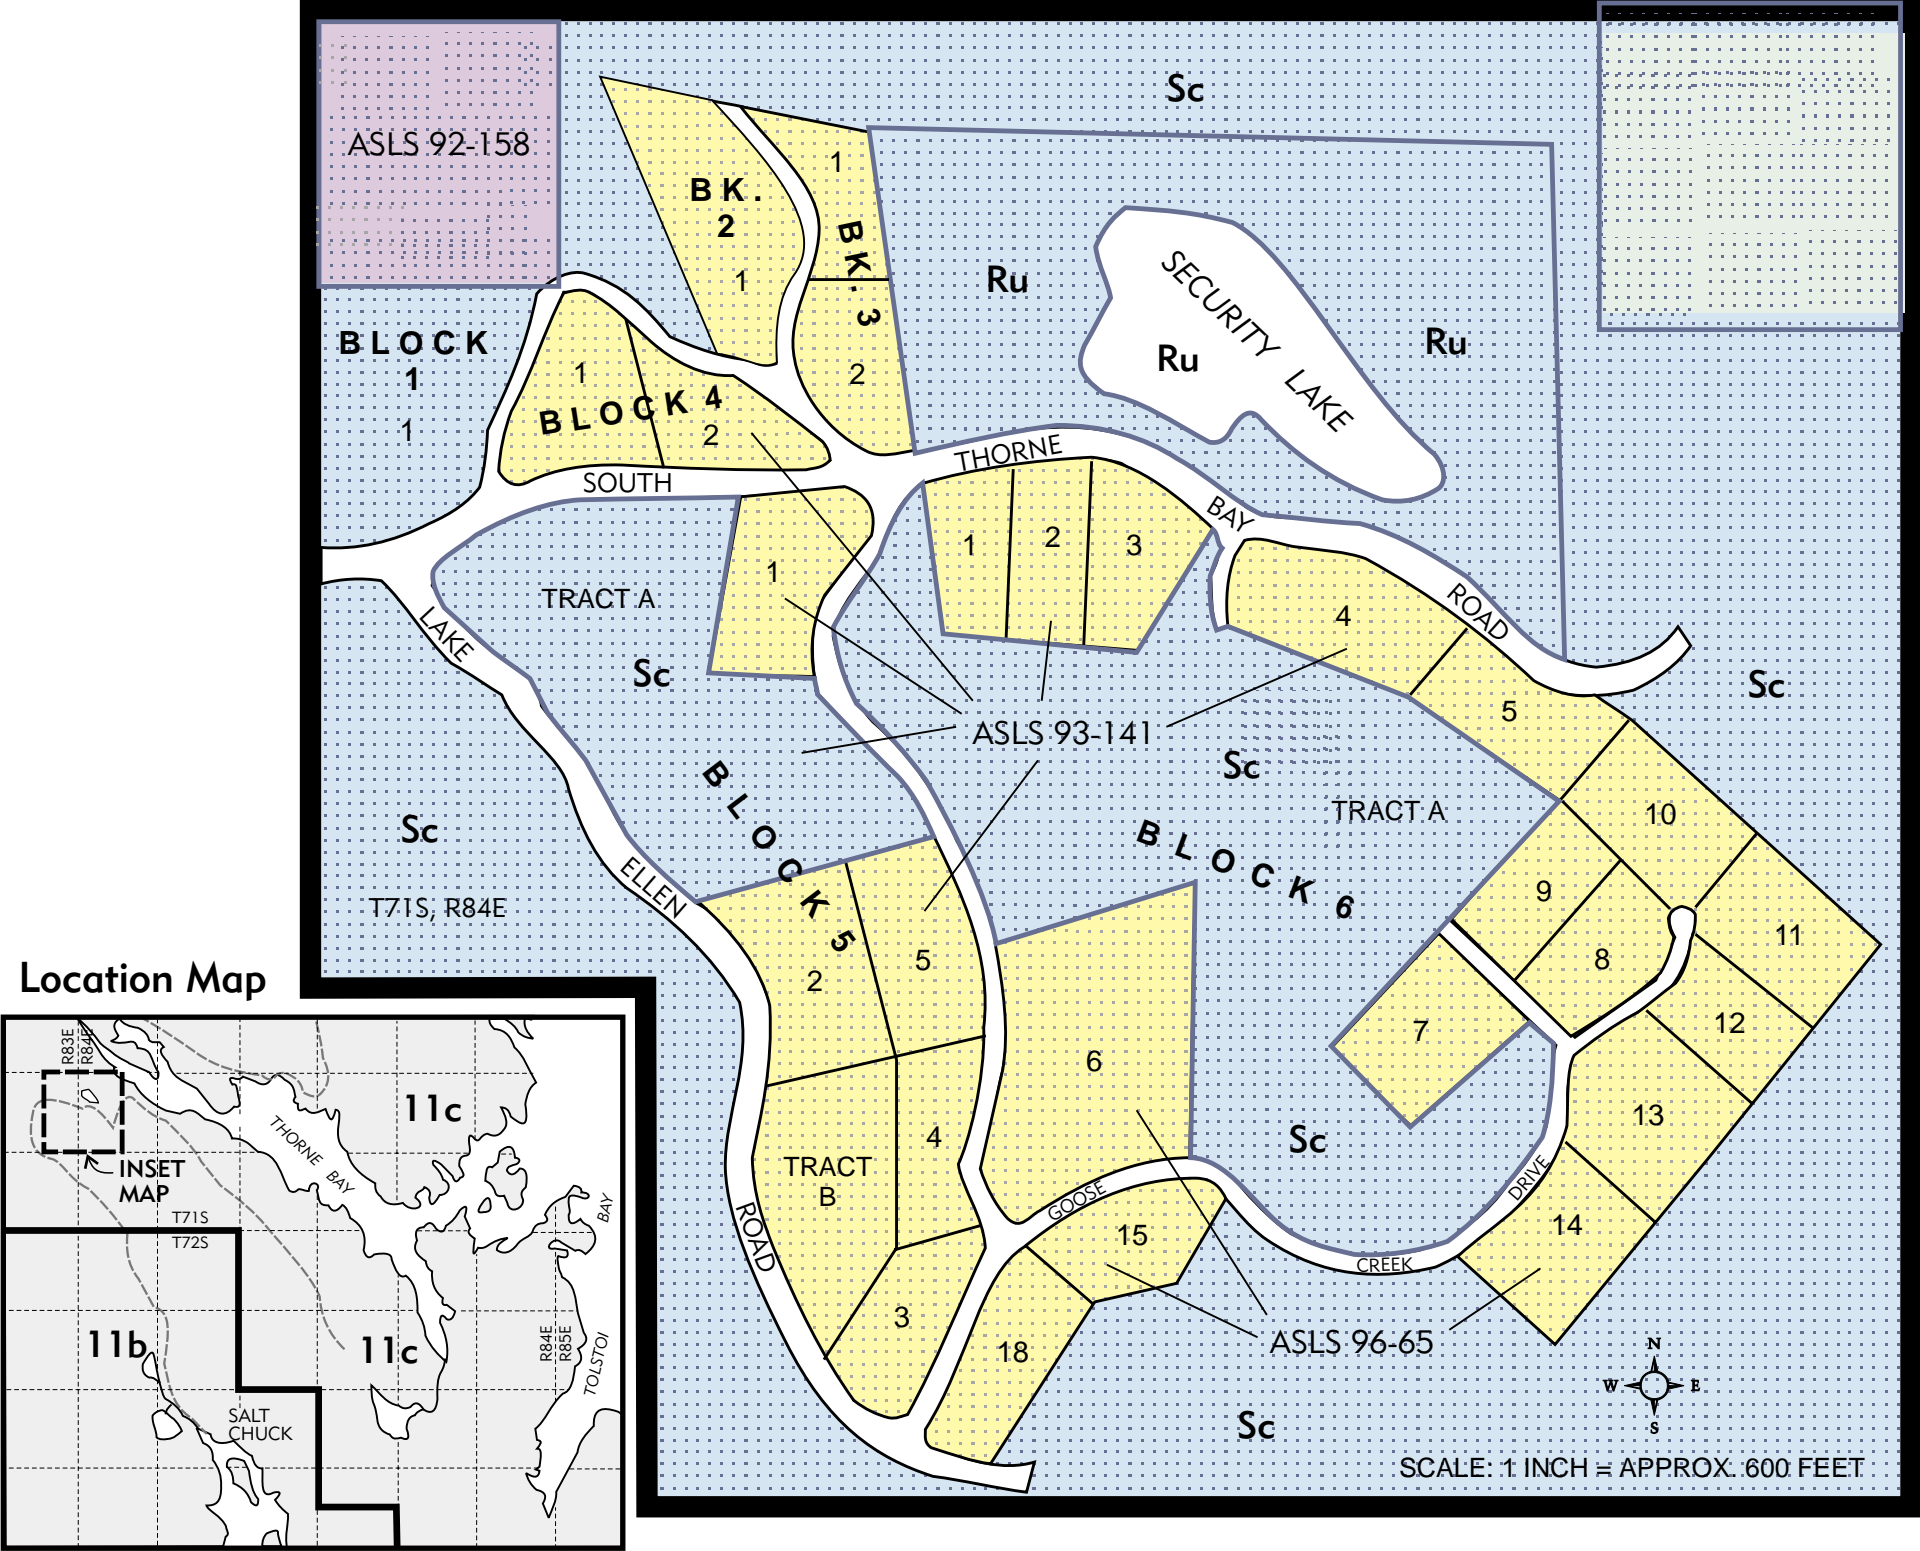 Sc
ASLS 92-158
BK.
2
1
1
BK. 3
2
Ru
SECURITY LAKE
Ru
Ru
BLOCK
1
1
1
BLOCK 4
2
SOUTH
THORNE
BAY
ROAD
1
2
3
4
5
1
TRACT A
LAKE
Sc
Sc
ASLS 93-141
Sc
TRACT A
10
BLOCK 5
BLOCK 6
Sc
ELLEN
T71S, R84E
9
11
8
2
5
12
7
6
13
4
TRACT
B
Sc
DRIVE
GOOSE
14
15
ROAD
CREEK
3
18
ASLS 96-65
N
W
E
S
Sc
SCALE: 1 INCH = APPROX. 600 FEET
Location Map
R83E
R84E
11c
THORNE BAY
INSET
MAP
T71S
T72S
BAY
11b
11c
R84E
R85E
TOLSTOI
SALT
CHUCK